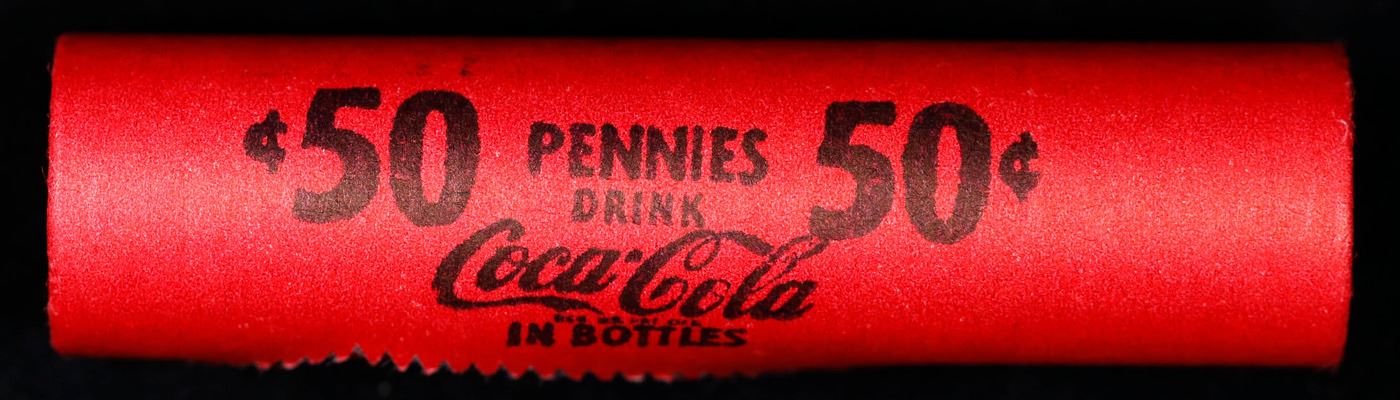 ¢50 PENNIES 50¢
DRINK
Coca-Cola
IN BOTTLES